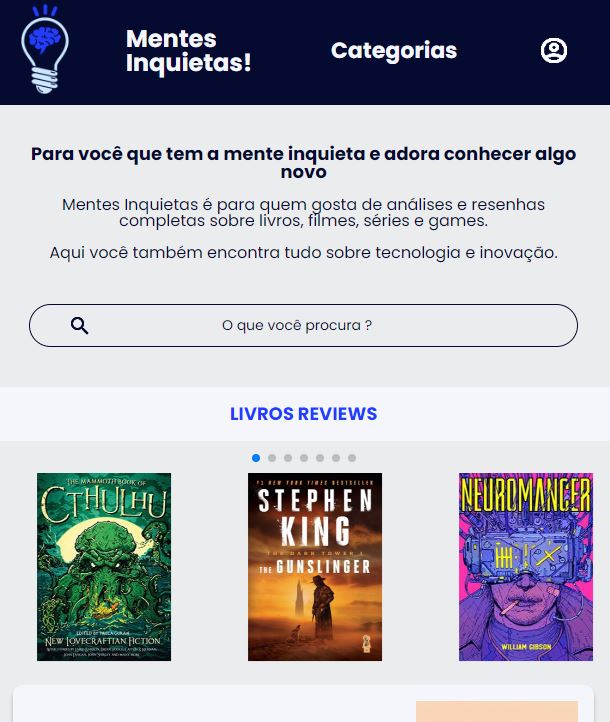 Mentes
Inquietas!
Categorias
Para você que tem a mente inquieta e adora conhecer algo
novo
Mentes Inquietas é para quem gosta de análises e resenhas
completas sobre livros, filmes, séries e games.
Aqui você também encontra tudo sobre tecnologia e inovação.
O que você procura ?
LIVROS REVIEWS
THE MAMMOTH BOOK OF
CTHULHU
EDITED BY PAULA GURAN
NEW LOVECRAFTIAN FICTION
#1 NEW YORK TIMES BESTSELLER
STEPHEN
KING
THE DARK TOWER I
THE GUNSLINGER
NEUROMANCER
WILLIAM GIBSON